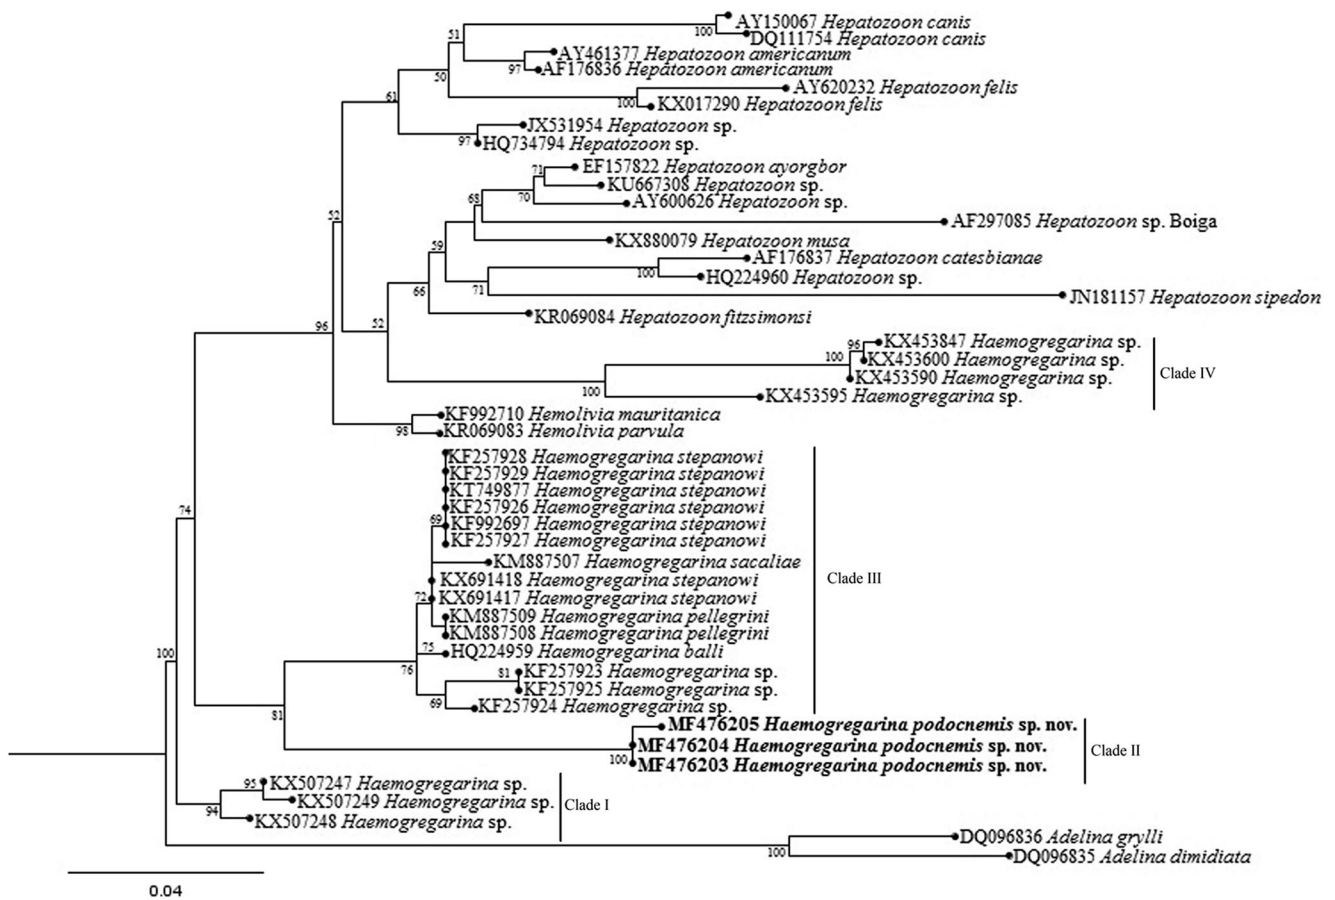 AY150067 Hepatozoon canis
100
DQ111754 Hepatozoon canis
51
AY461377 Hepatozoon americanum
97
AF176836 Hepatozoon americanum
50
AY620232 Hepatozoon felis
100
KX017290 Hepatozoon felis
61
JX531954 Hepatozoon sp.
97
HQ734794 Hepatozoon sp.
71
EF157822 Hepatozoon ayorgbor
KU667308 Hepatozoon sp.
70
AY600626 Hepatozoon sp.
68
AF297085 Hepatozoon sp. Boiga
52
KX880079 Hepatozoon musa
59
AF176837 Hepatozoon catesbianae
100
HQ224960 Hepatozoon sp.
71
66
JN181157 Hepatozoon sipedon
KR069084 Hepatozoon fitzsimonsi
52
96
KX453847 Haemogregarina sp.
96
100
KX453600 Haemogregarina sp.
Clade IV
KX453590 Haemogregarina sp.
100
KX453595 Haemogregarina sp.
KF992710 Hemolivia mauritanica
98
KR069083 Hemolivia parvula
KF257928 Haemogregarina stepanowi
KF257929 Haemogregarina stepanowi
KT749877 Haemogregarina stepanowi
74
KF257926 Haemogregarina stepanowi
69
KF992697 Haemogregarina stepanowi
KF257927 Haemogregarina stepanowi
KM887507 Haemogregarina sacaliae
Clade III
KX691418 Haemogregarina stepanowi
72
KX691417 Haemogregarina stepanowi
KM887509 Haemogregarina pellegrini
KM887508 Haemogregarina pellegrini
75
HQ224959 Haemogregarina balli
100
76
81
KF257923 Haemogregarina sp.
KF257925 Haemogregarina sp.
69
KF257924 Haemogregarina sp.
81
MF476205 Haemogregarina podocnemis sp. nov.
MF476204 Haemogregarina podocnemis sp. nov.
Clade II
100
MF476203 Haemogregarina podocnemis sp. nov.
95
KX507247 Haemogregarina sp.
KX507249 Haemogregarina sp.
Clade I
94
KX507248 Haemogregarina sp.
DQ096836 Adelina grylli
100
DQ096835 Adelina dimidiata
0.04